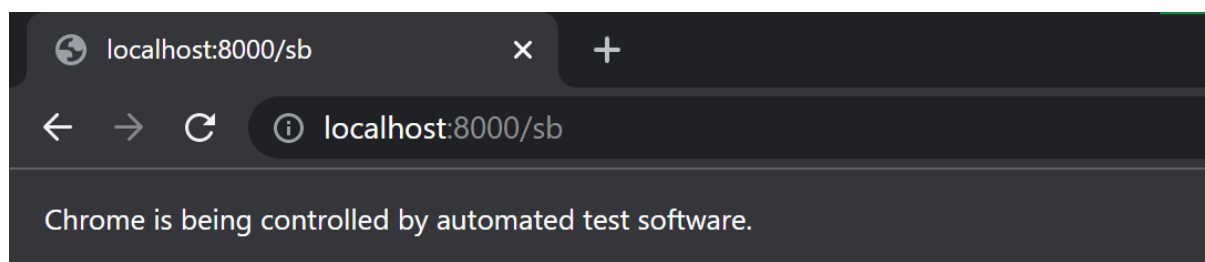 localhost:8000/sb
localhost:8000/sb
Chrome is being controlled by automated test software.